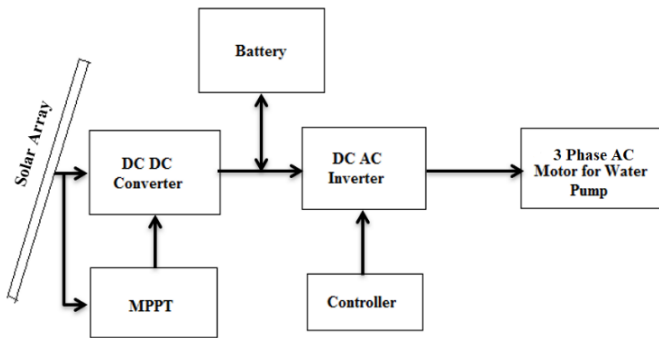 Solar Array
Battery
DC DC
Converter
DC AC
Inverter
3 Phase AC
Motor for Water
Pump
MPPT
Controller